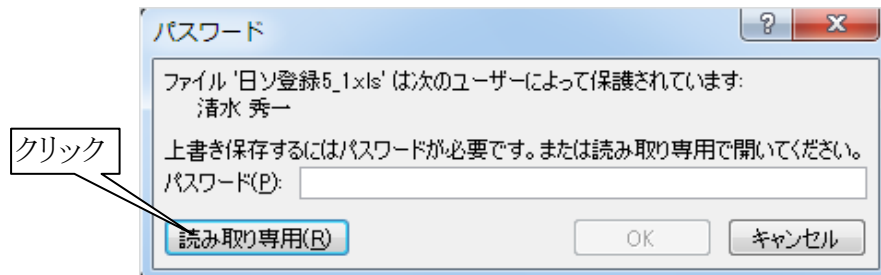 パスワード
ファイル '日ソ登録5_1xls' は次のユーザーによって保護されています:
清水 秀一
クリック
上書き保存するにはパスワードが必要です。または読み取り専用で開いてください。
パスワード(P):
読み取り専用(R)
OK
キャンセル